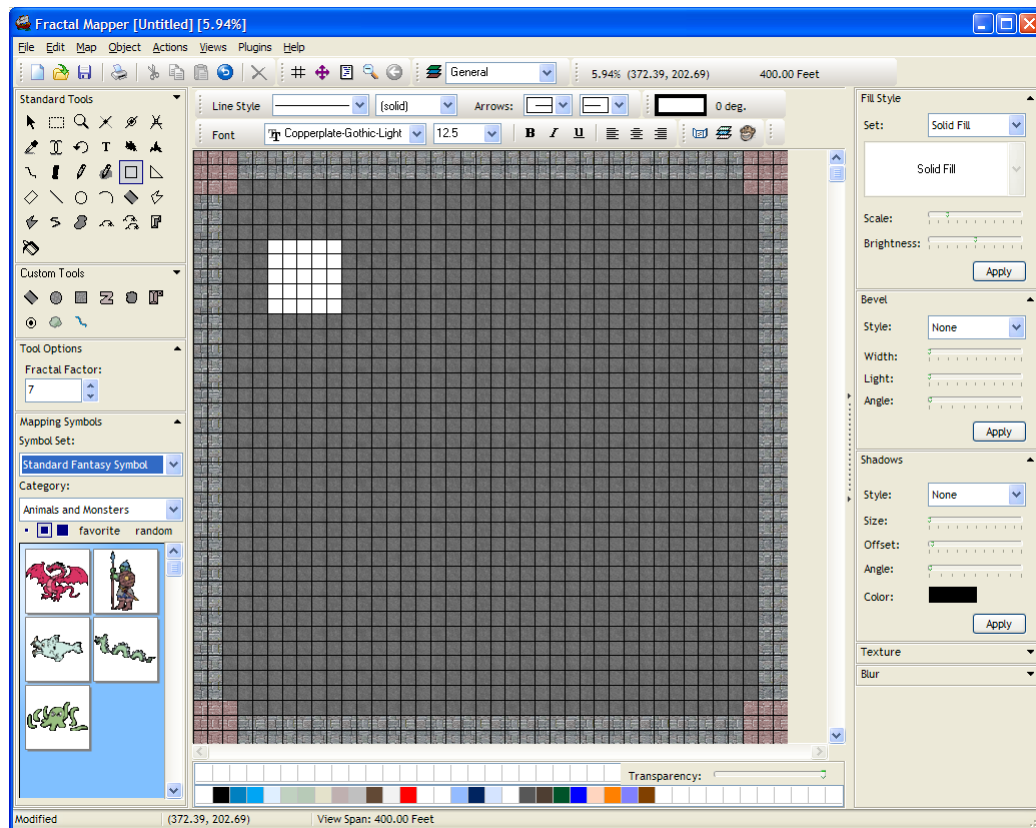 Fractal Mapper [Untitled] [5.94%]
File Edit Map Object Actions Views Plugins Help
General 5.94% (372.39, 202.69) 400.00 Feet
Standard Tools
T
Custom Tools
Tool Options
Fractal Factor:
7
Mapping Symbols
Symbol Set:
Standard Fantasy Symbol
Category:
Animals and Monsters
favorite random
Line Style (solid) Arrows: 0 deg.
Font Tr Copperplate-Gothic-Light 12.5 B I U
Fill Style
Set: Solid Fill
Solid Fill
Scale:
Brightness:
Apply
Bevel
Style: None
Width:
Light:
Angle:
Apply
Shadows
Style: None
Size:
Offset:
Angle:
Color:
Apply
Texture
Blur
Transparency:
Modified (372.39, 202.69) View Span: 400.00 Feet